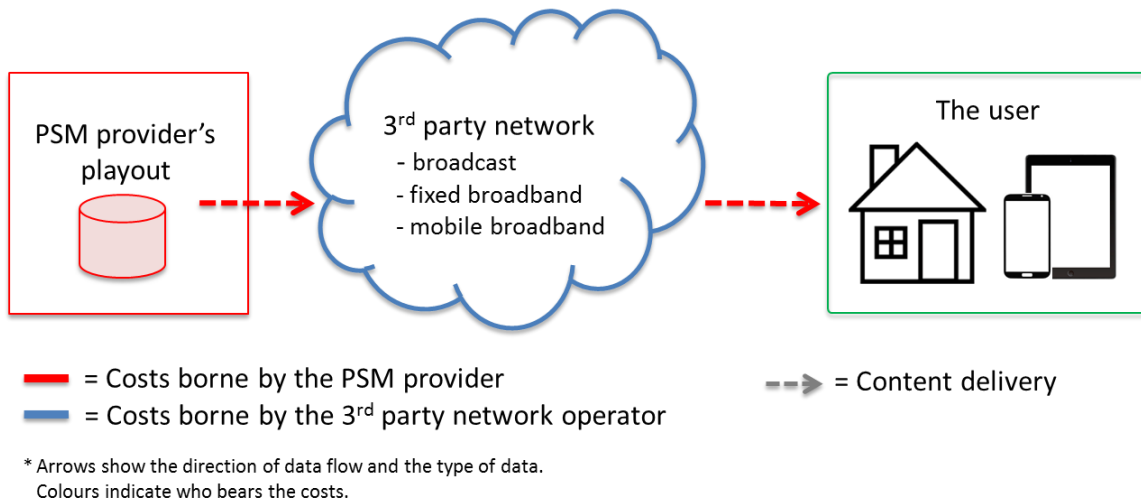 PSM provider's
playout
3rd party network
- broadcast
- fixed broadband
- mobile broadband
The user
= Costs borne by the PSM provider
= Content delivery
= Costs borne by the 3rd party network operator
* Arrows show the direction of data flow and the type of data.
Colours indicate who bears the costs.